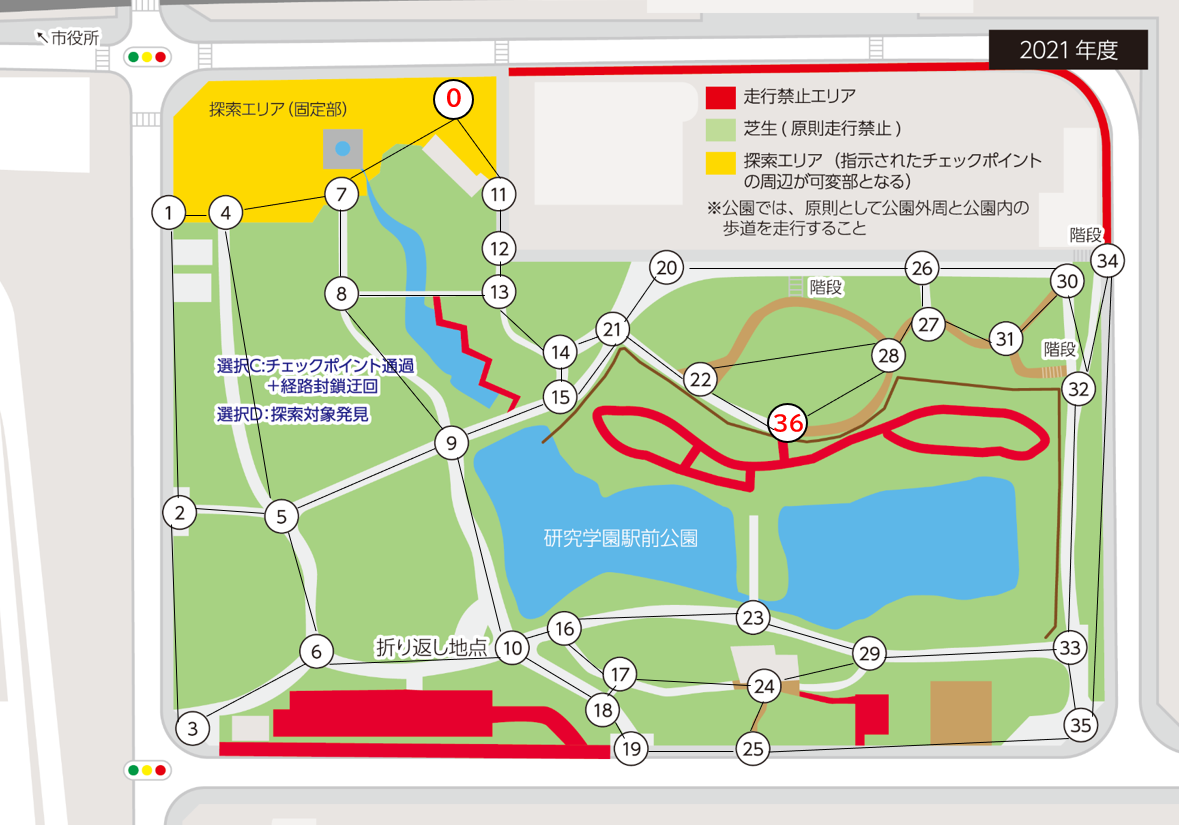 ↖市役所
2021 年度
探索エリア（固定部）
0
走行禁止エリア
芝生 ( 原則走行禁止 )
探索エリア （指示されたチェックポイント
の周辺が可変部となる）
※公園では、原則として公園外周と公園内の
歩道を走行すること
7
11
1
4
12
階段
34
20
26
30
8
13
階段
21
27
31
14
28
階段
22
32
選択C:チェックポイント通過
＋経路封鎖迂回
選択D：探索対象発見
15
36
9
2
5
研究学園駅前公園
23
16
折り返し地点
10
6
29
33
17
24
18
3
35
19
25